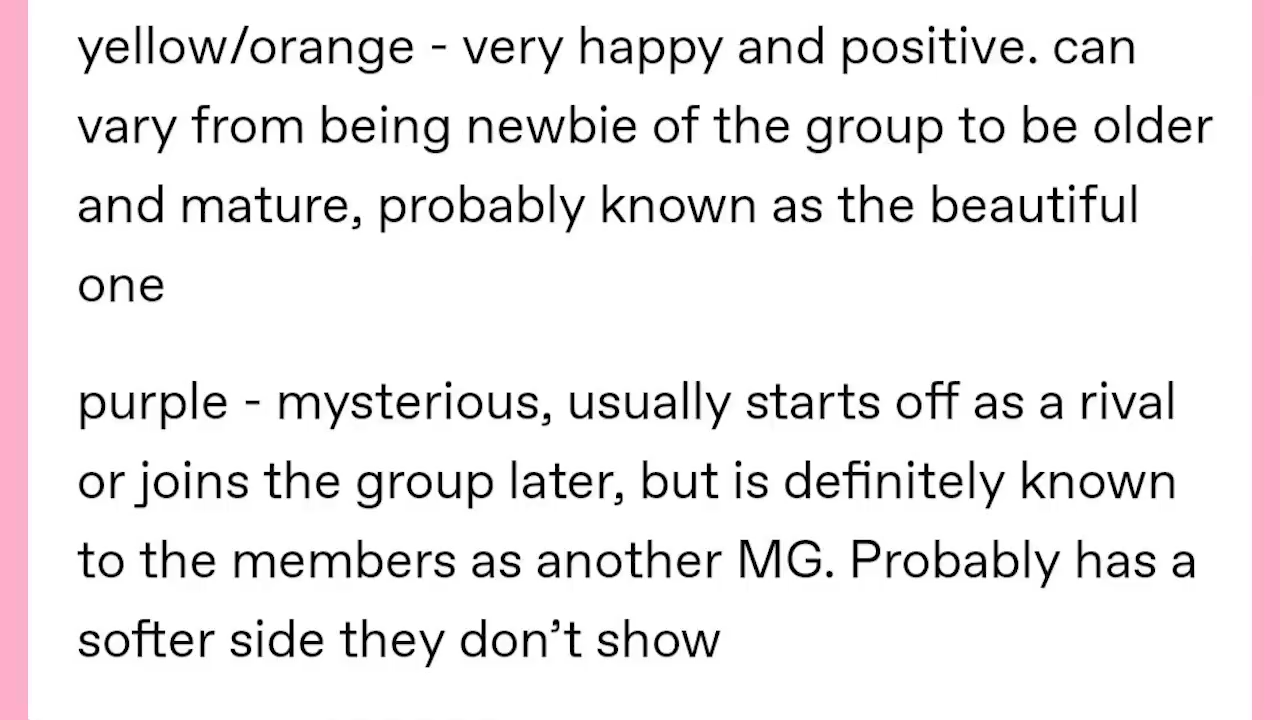 yellow/orange - very happy and positive. can
vary from being newbie of the group to be older
and mature, probably known as the beautiful
one
purple - mysterious, usually starts off as a rival
or joins the group later, but is definitely known
to the members as another MG. Probably has a
softer side they don’t show